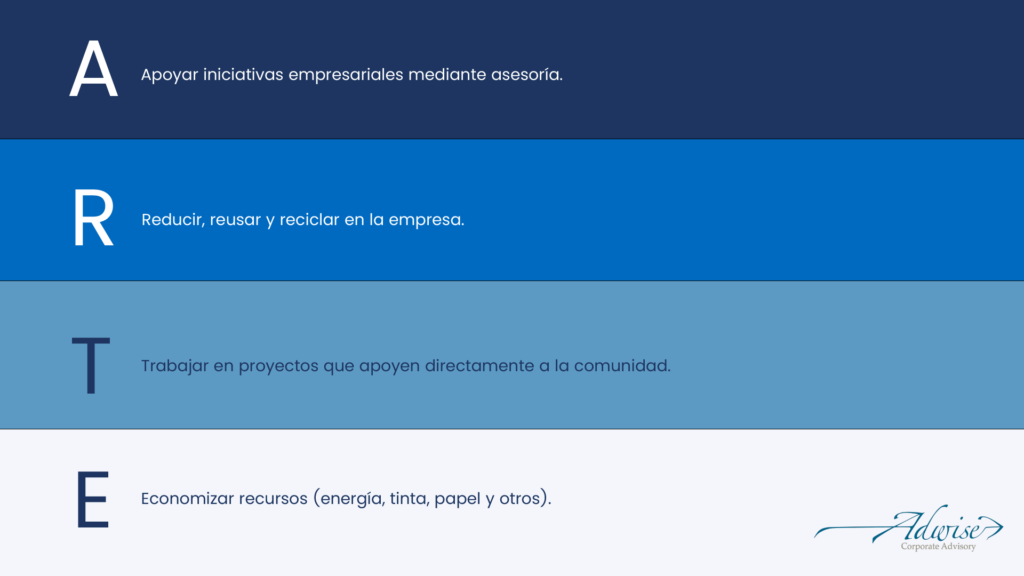 A
Apoyar iniciativas empresariales mediante asesoría.
R
Reducir, reusar y reciclar en la empresa.
T
Trabajar en proyectos que apoyen directamente a la comunidad.
E
Economizar recursos (energía, tinta, papel y otros).
Adwise
Corporate Advisory